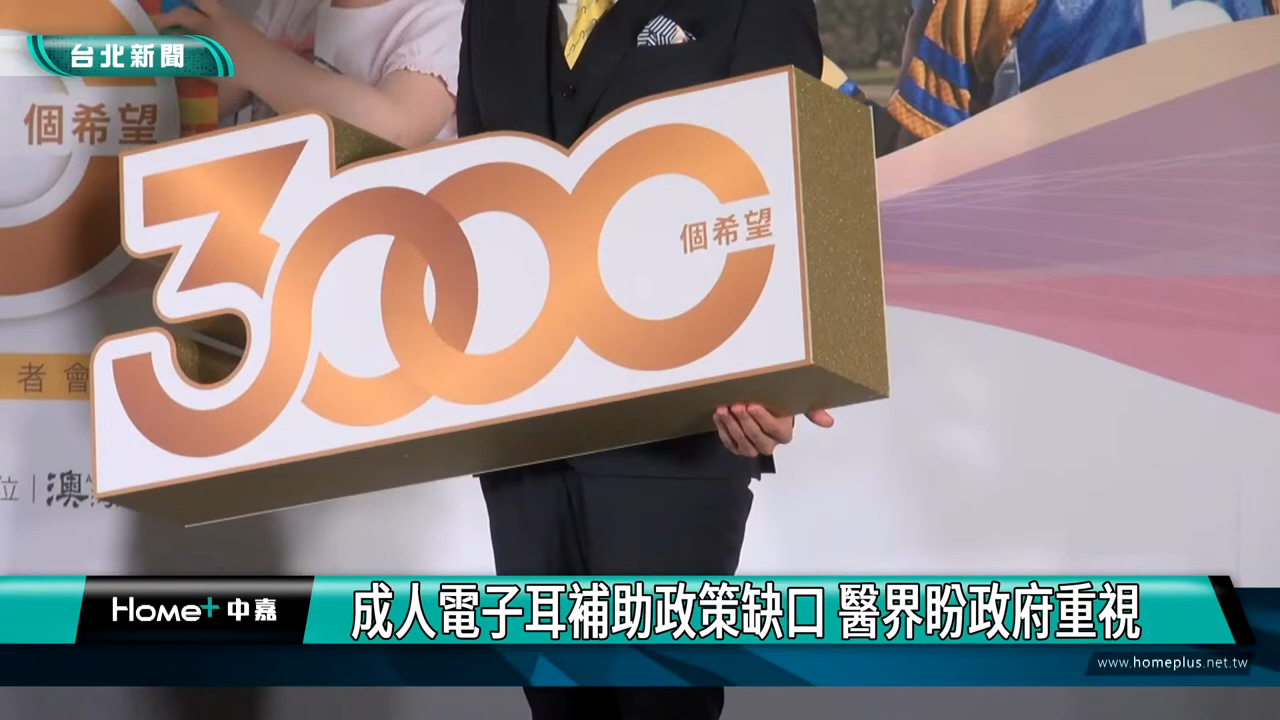 台北新聞
個希望
3000
個希望
者會
位 | 澳
Home+ 中嘉
成人電子耳補助政策缺口 醫界盼政府重視
www.homeplus.net.tw